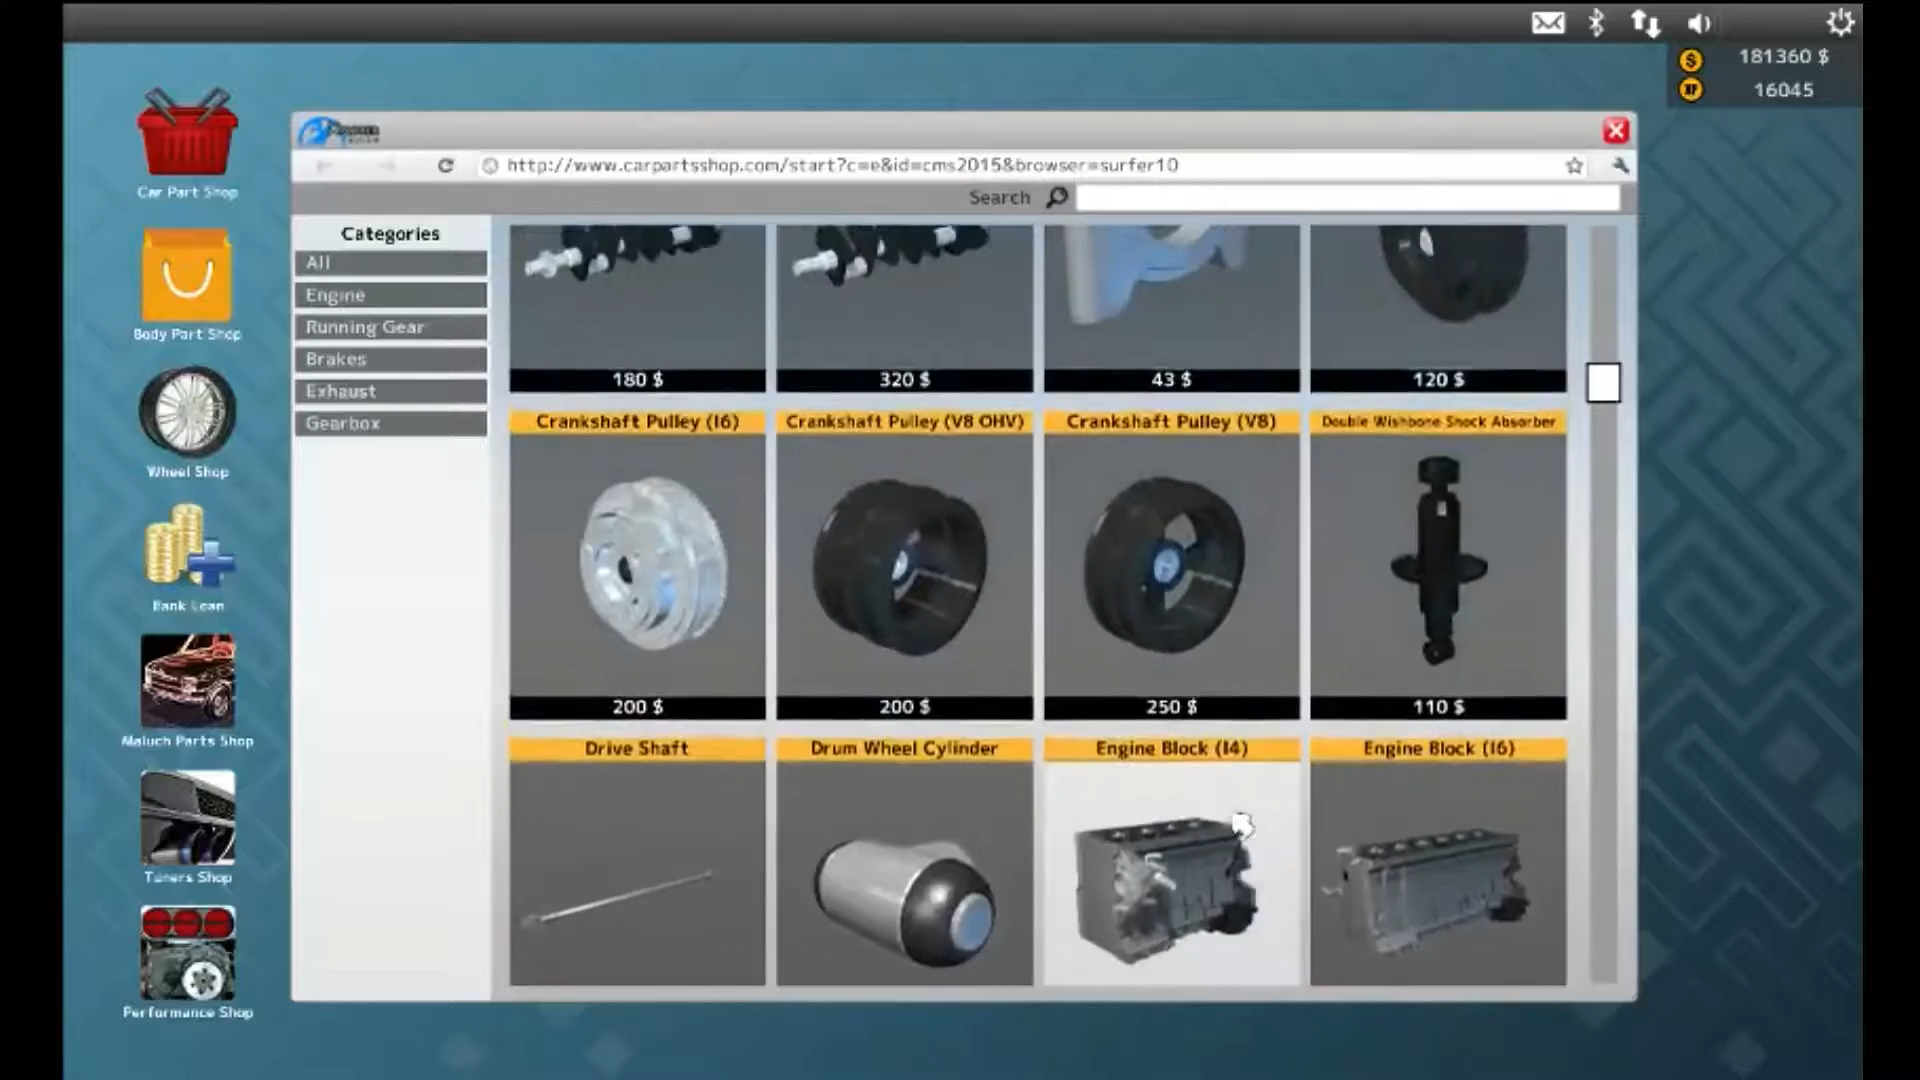 181360 $
16045
Car Part Shop
Body Part Shop
Wheel Shop
Bank Loan
Maluch Parts Shop
Tuners Shop
Performance Shop
http://www.carpartsshop.com/start?c=e&id=cms2015&browser=surfer10
Search
Categories
All
Engine
Running Gear
Brakes
Exhaust
Gearbox
180 $
320 $
43 $
120 $
Crankshaft Pulley (I6)
Crankshaft Pulley (V8 OHV)
Crankshaft Pulley (V8)
Double Wishbone Shock Absorber
200 $
200 $
250 $
110 $
Drive Shaft
Drum Wheel Cylinder
Engine Block (I4)
Engine Block (I6)